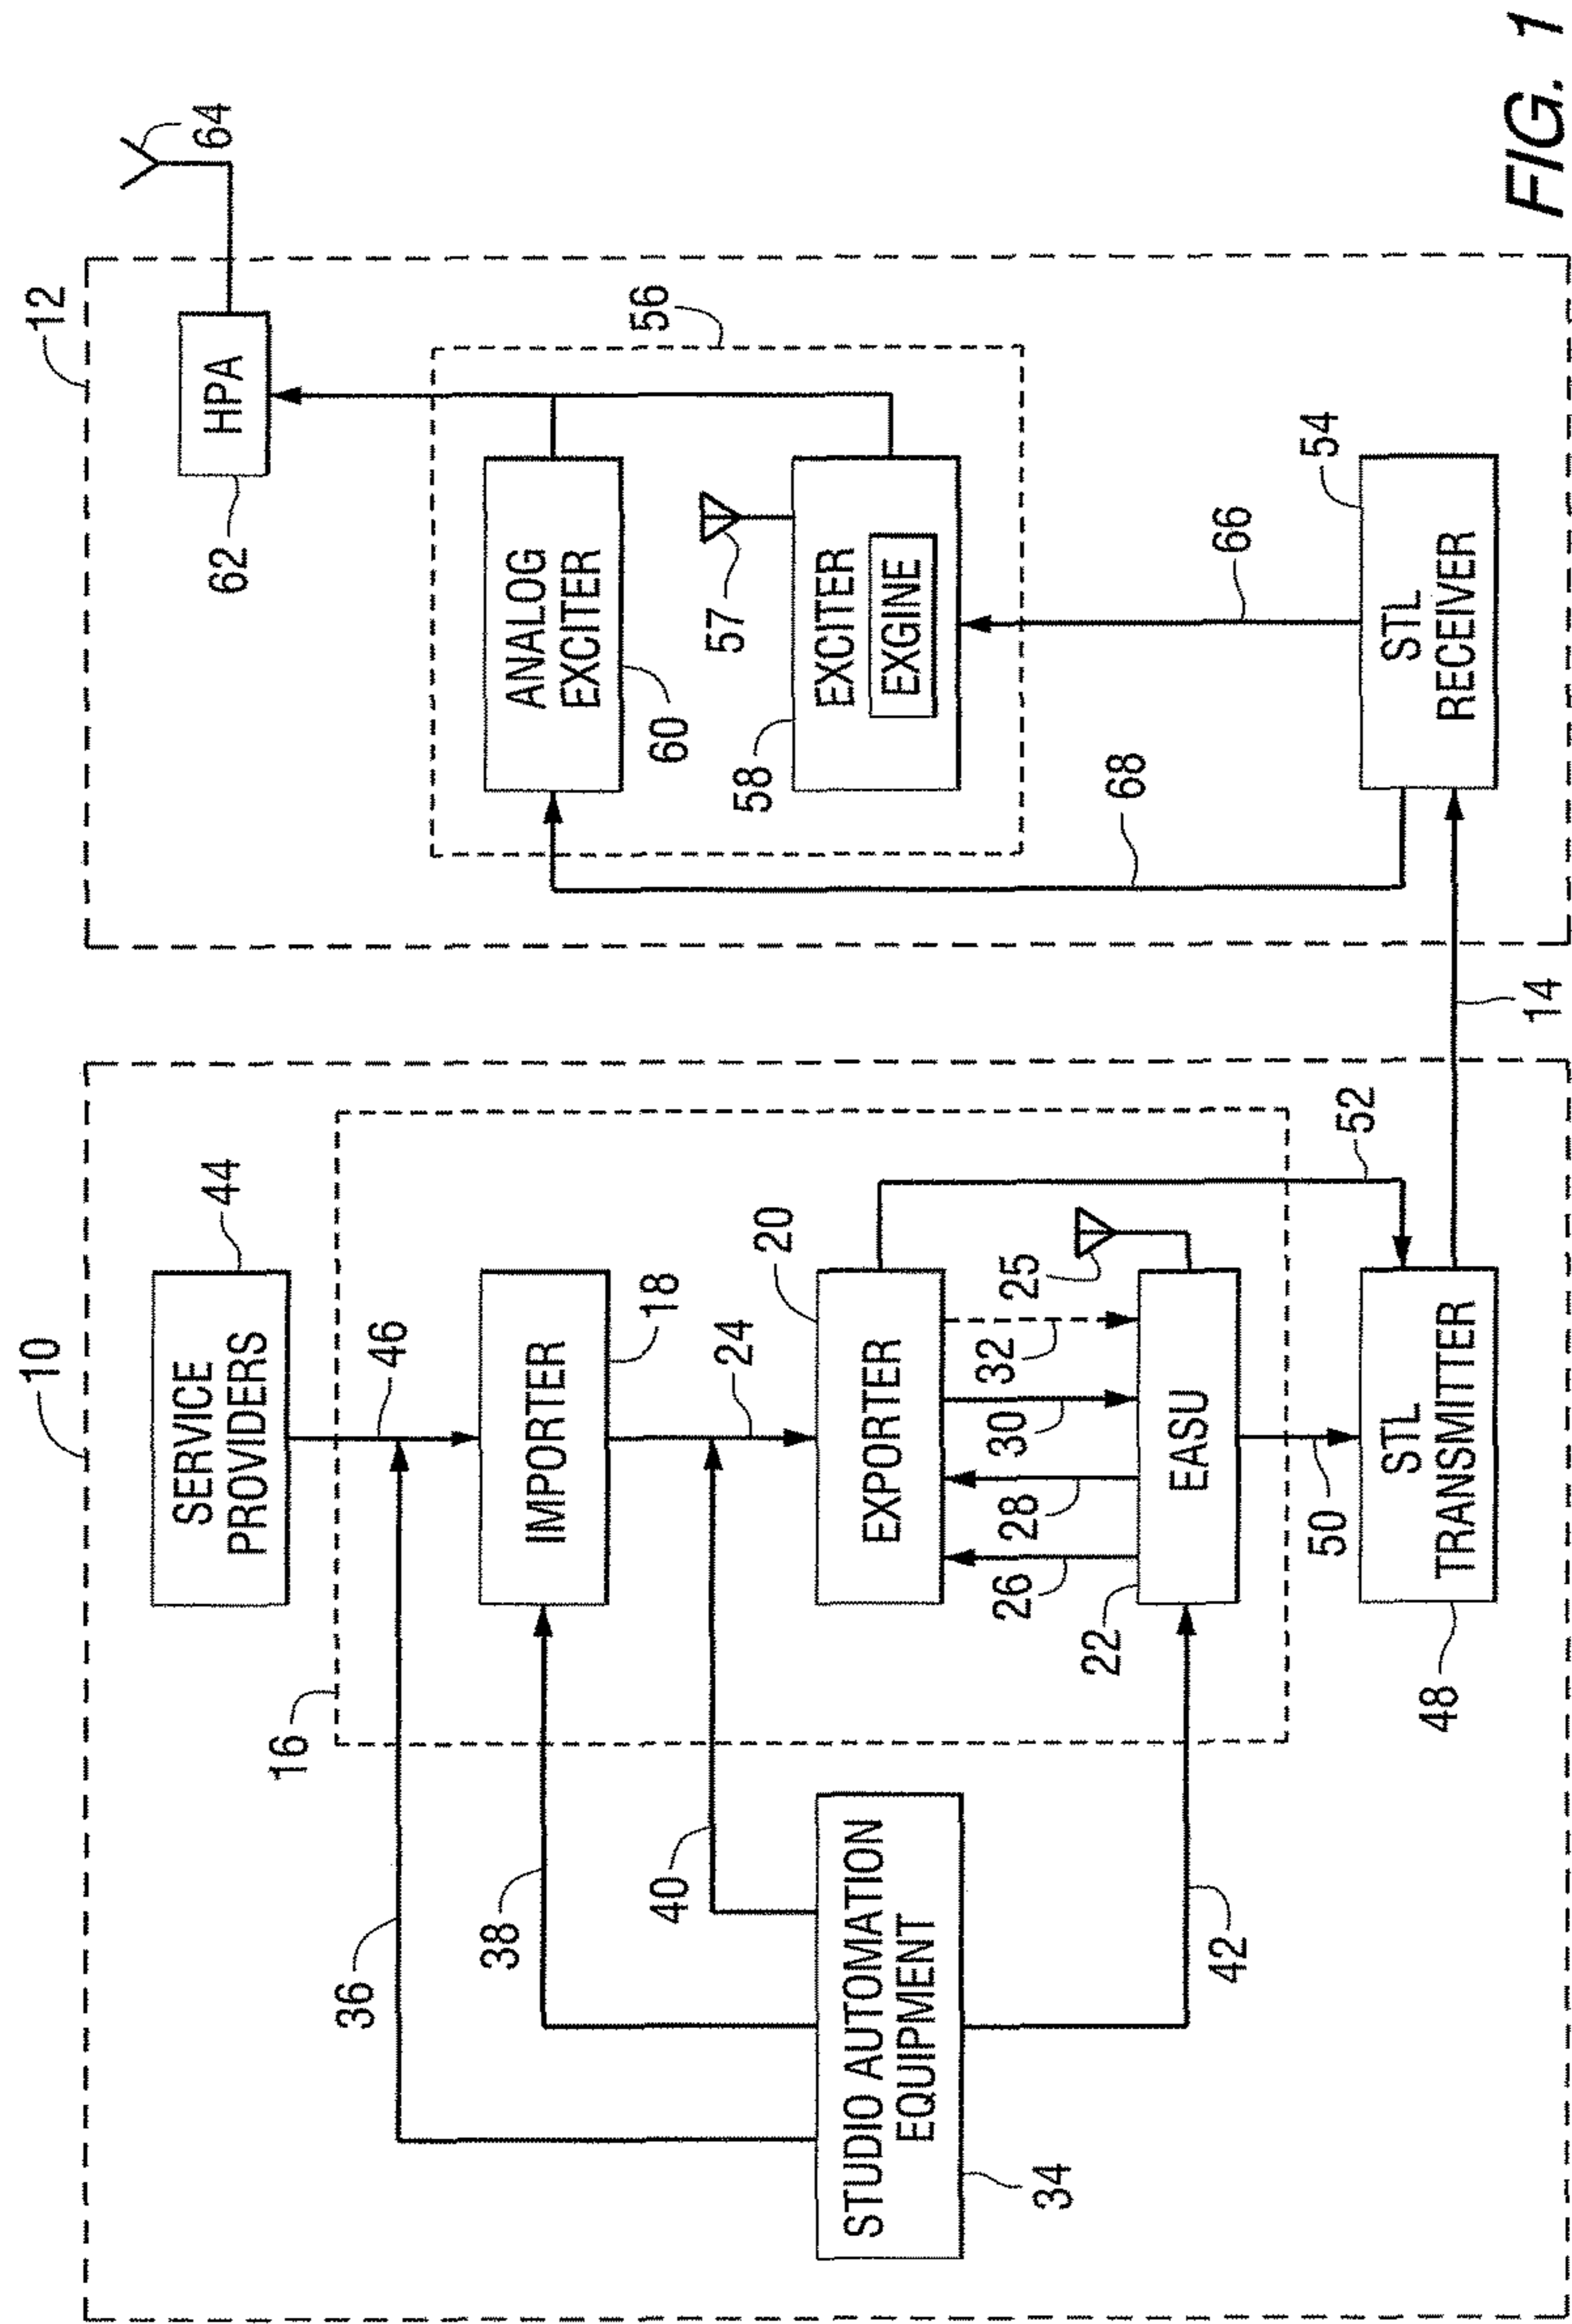 10
SERVICE
PROVIDERS
44
46
36
16
IMPORTER
18
38
24
40
EXPORTER
20
STUDIO AUTOMATION
EQUIPMENT
34
26
28
30
32
25
EASU
22
42
50
52
STL
TRANSMITTER
48
14
12
HPA
62
64
56
ANALOG
EXCITER
60
57
EXCITER
EXGINE
58
66
68
STL
RECEIVER
54
FIG. 1